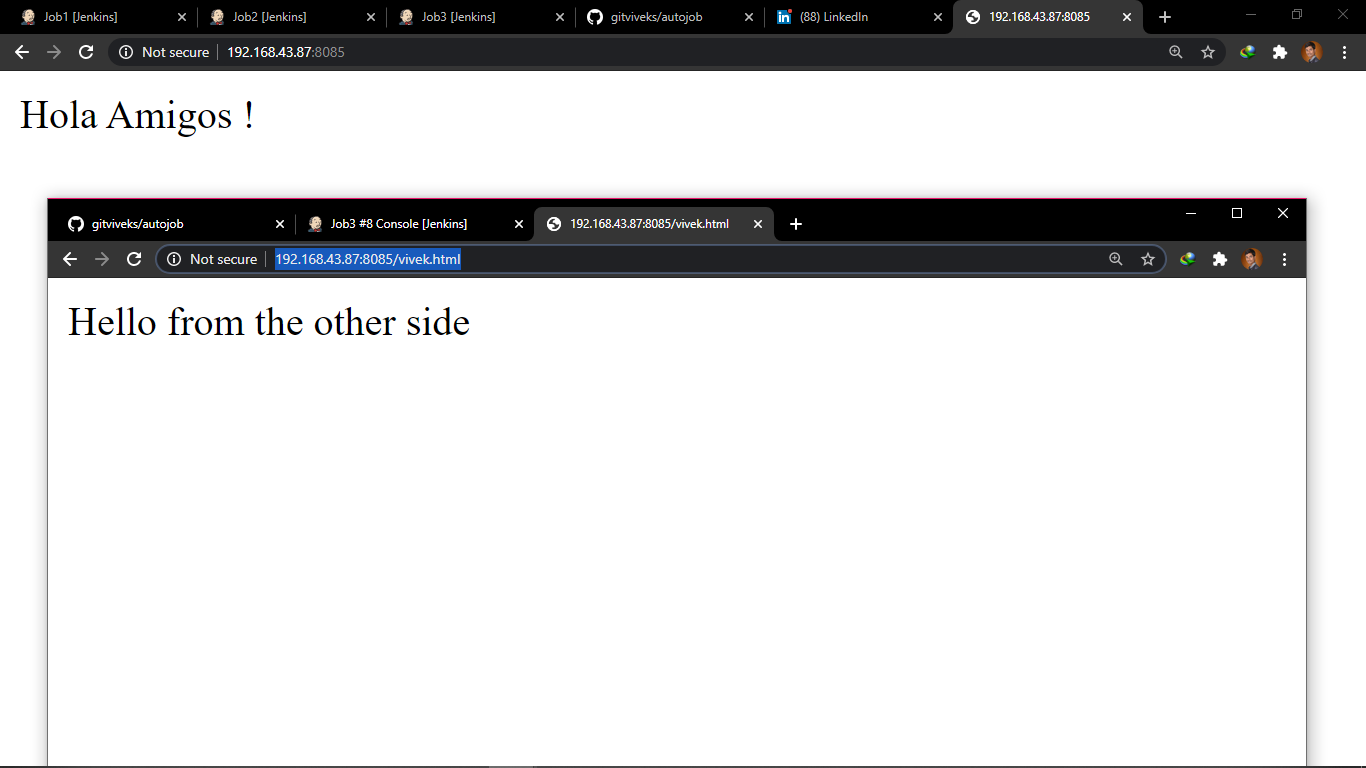 Job1 [Jenkins]
Job2 [Jenkins]
Job3 [Jenkins]
gitviveks/autojob
(88) LinkedIn
192.168.43.87:8085
Not secure
192.168.43.87:8085
Hola Amigos !
gitviveks/autojob
Job3 #8 Console [Jenkins]
192.168.43.87:8085/vivek.html
Not secure
192.168.43.87:8085/vivek.html
Hello from the other side